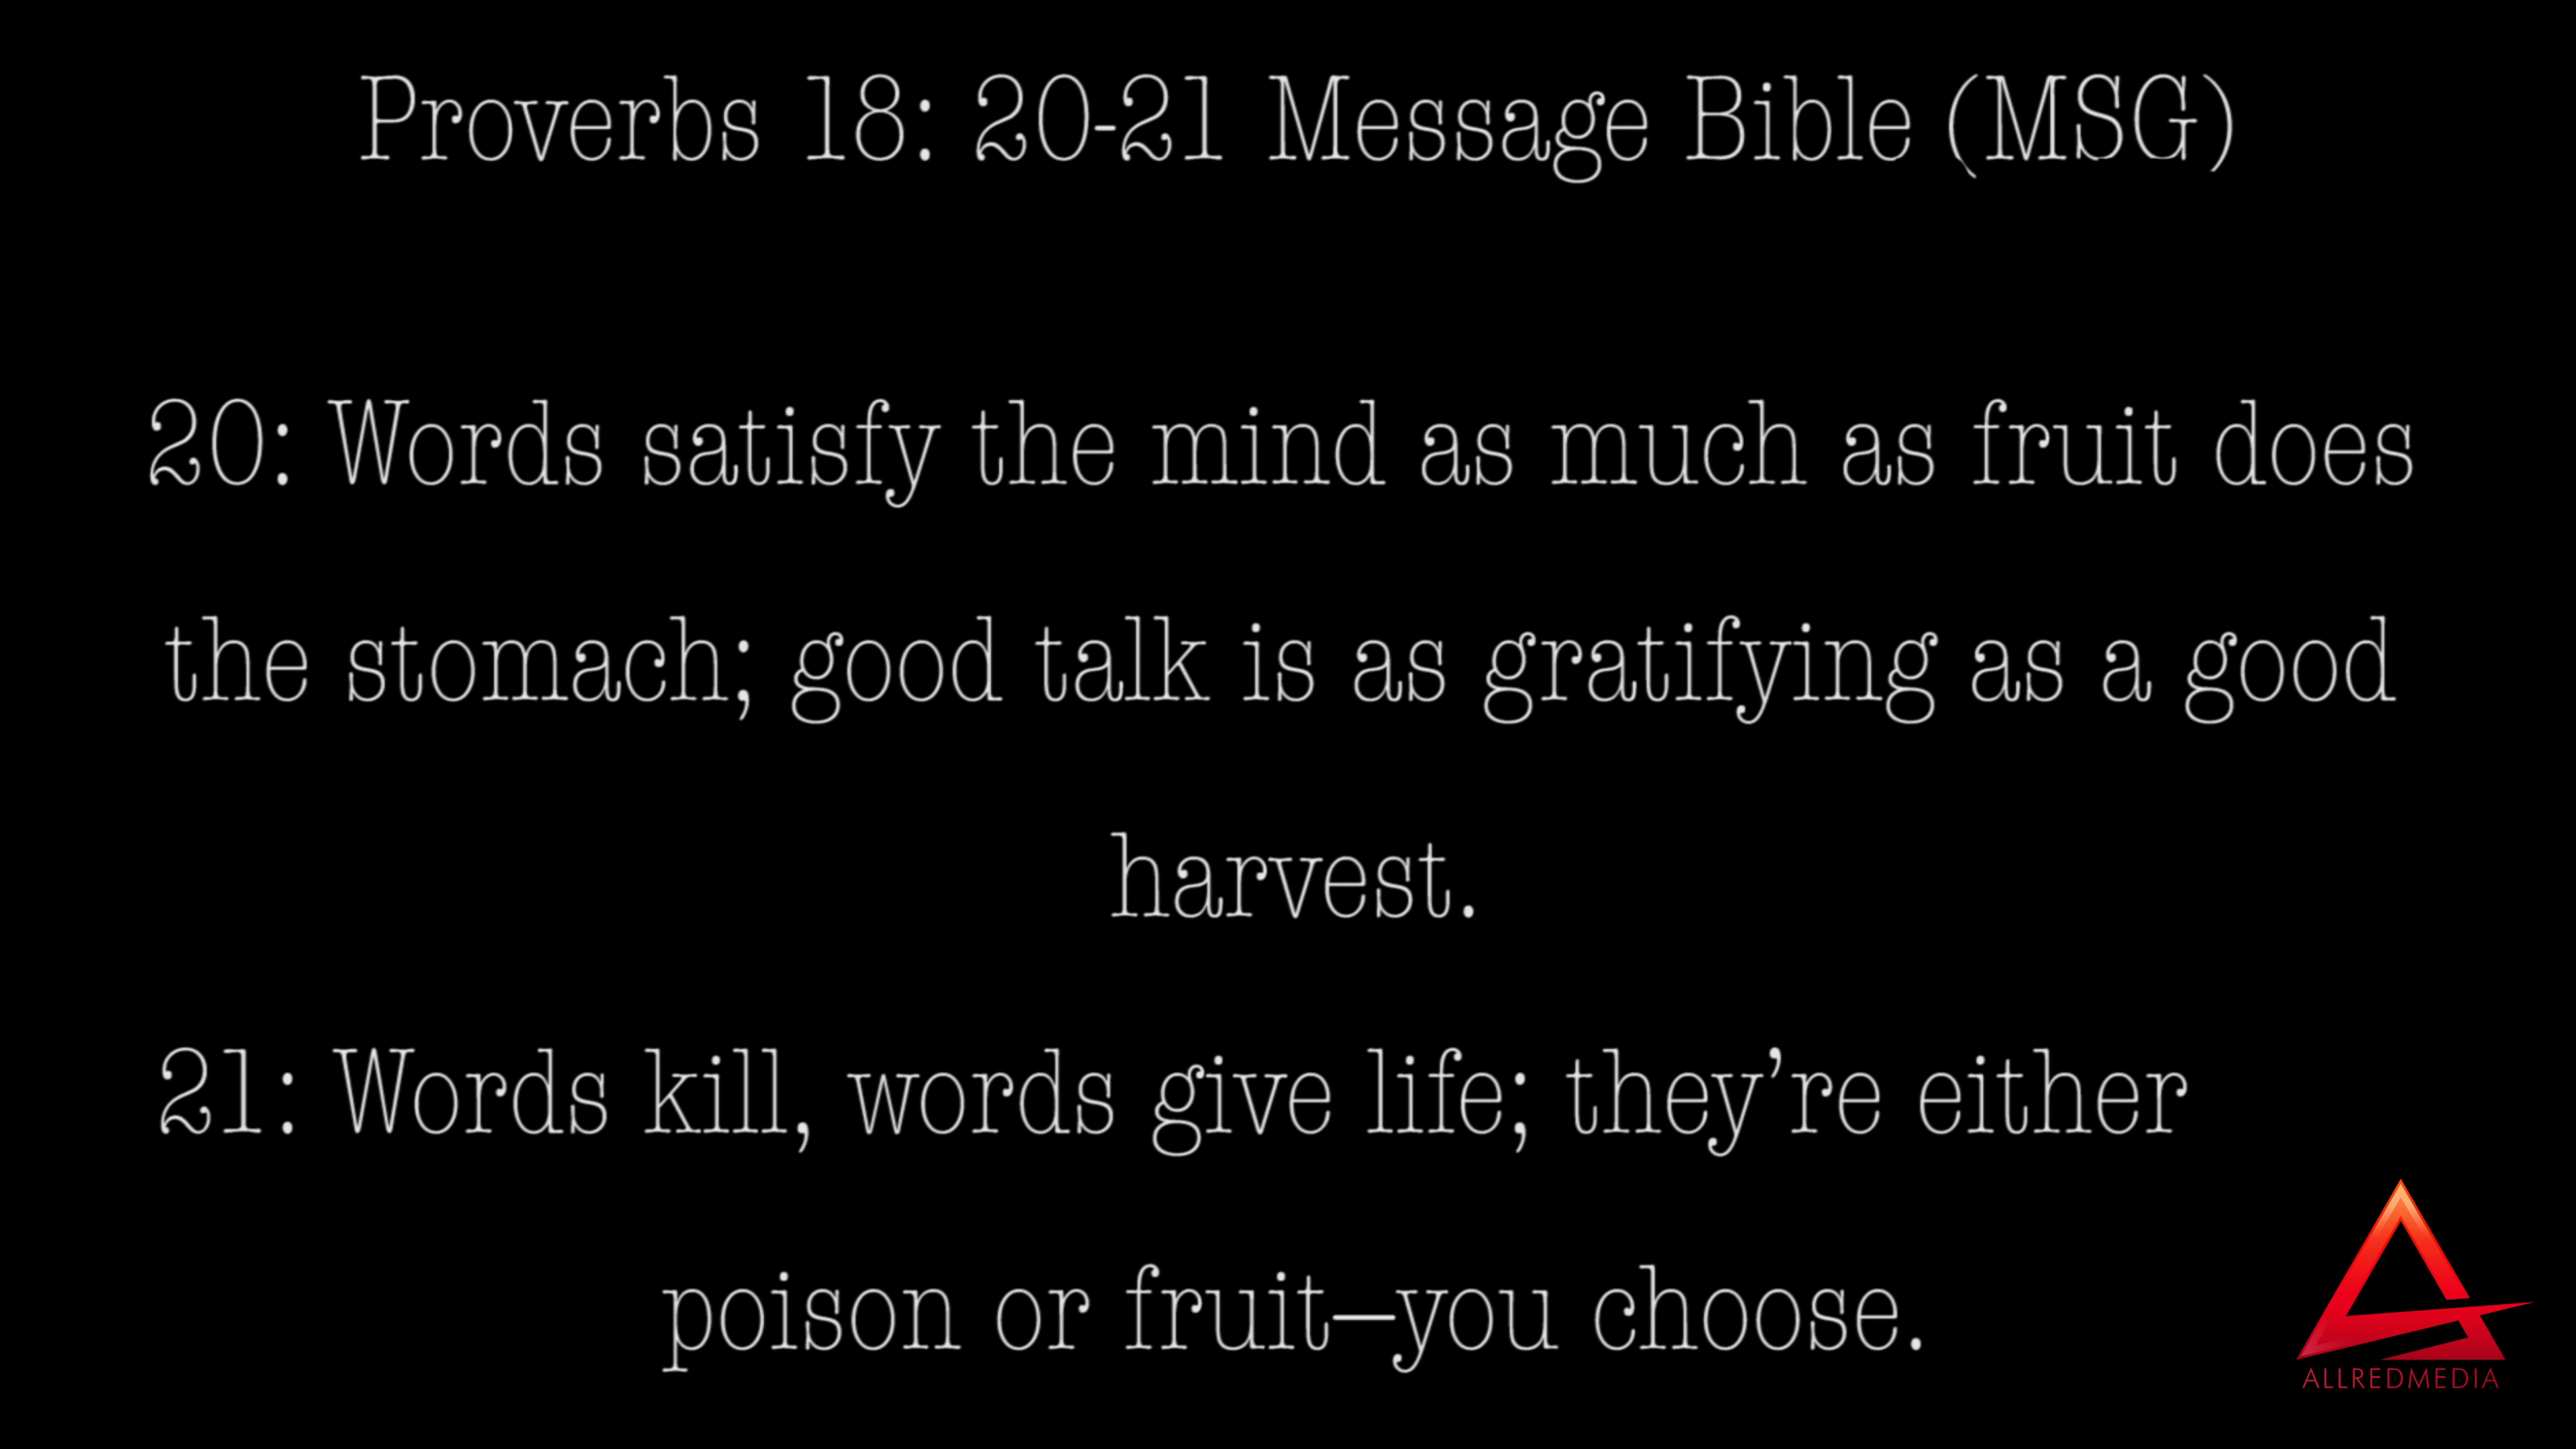 Proverbs 18: 20-21 Message Bible (MSG)
20: Words satisfy the mind as much as fruit does
the stomach; good talk is as gratifying as a good
harvest.
21: Words kill, words give life; they’re either
poison or fruit—you choose.
ALLREDMEDIA